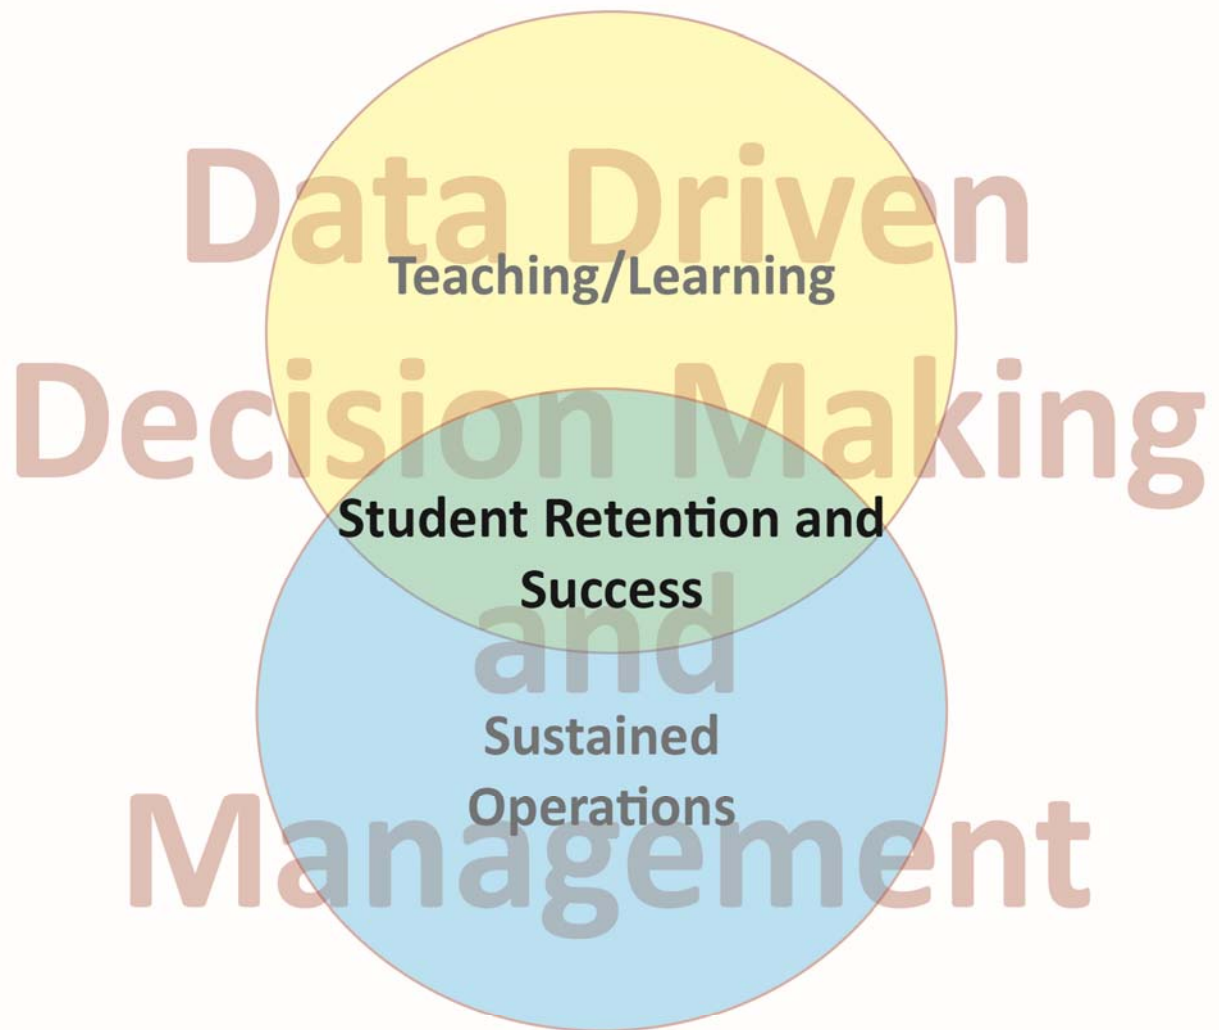 Data Driven
Teaching/Learning
Decision Making
Student Retention and
Success
and
Sustained
Operations
Management